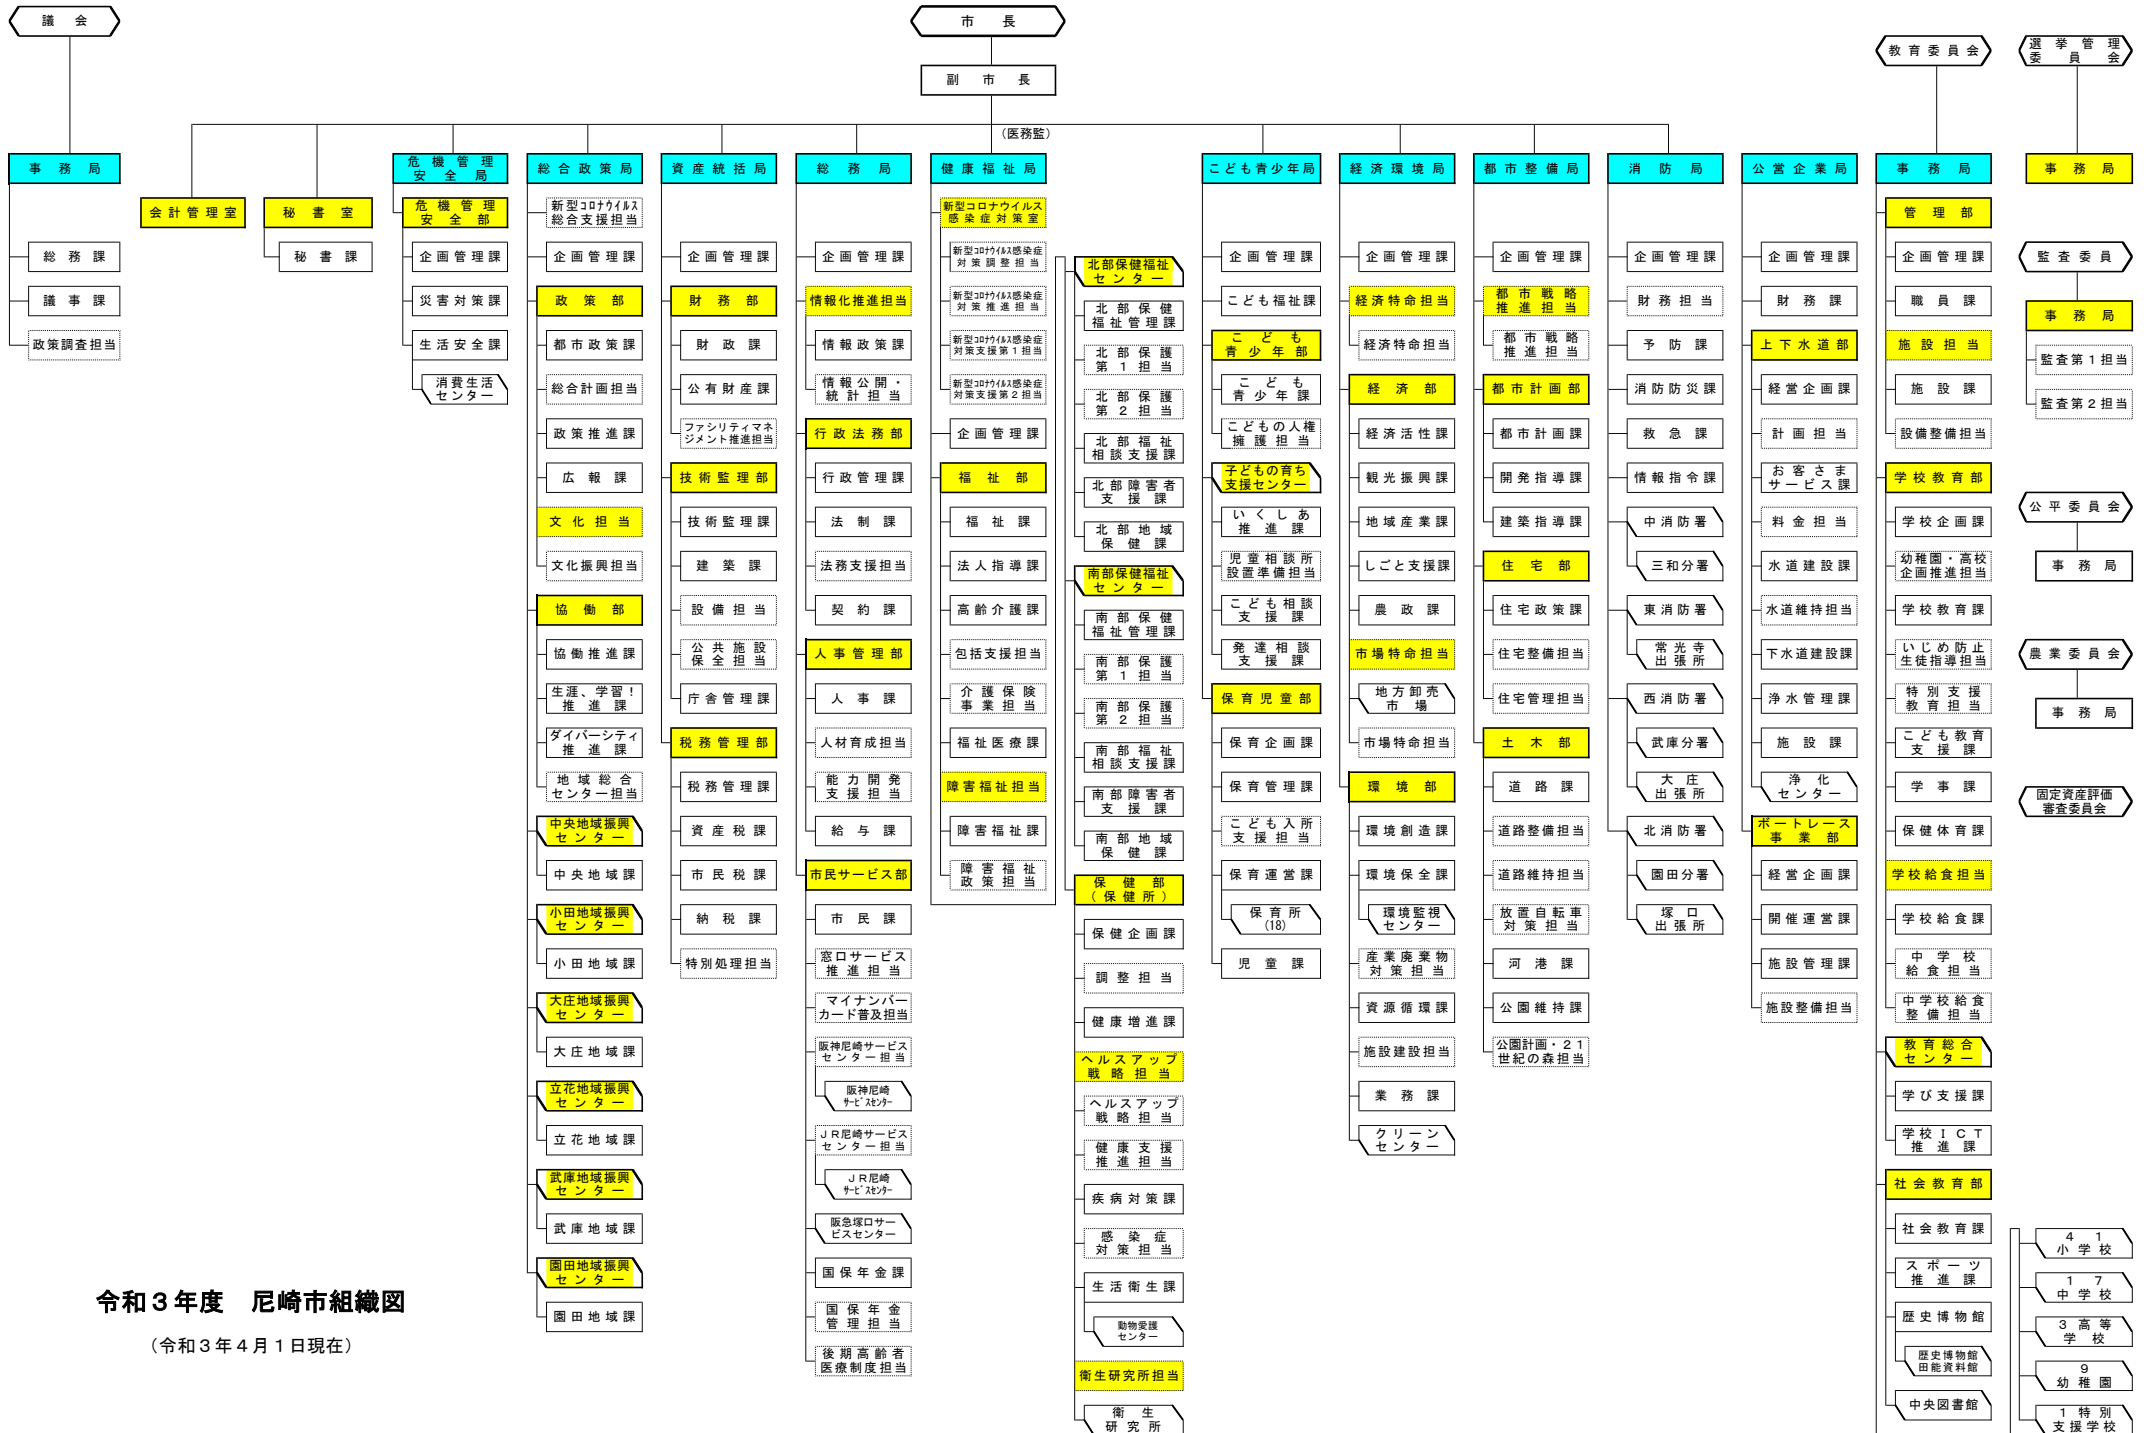 議会
事務局
総務課
議事課
政策調査担当
市長
副市長
（医務監）
会計管理室
秘書室
秘書課
危機管理
安全局
危機管理
安全部
企画管理課
災害対策課
生活安全課
消費生活
センター
総合政策局
新型コロナウイルス
総合支援担当
企画管理課
政策部
都市政策課
総合計画担当
政策推進課
広報課
文化担当
文化振興担当
協働部
協働推進課
生涯、学習！
推進課
ダイバーシティ
推進課
地域総合
センター担当
中央地域振興
センター
中央地域課
小田地域振興
センター
小田地域課
大庄地域振興
センター
大庄地域課
立花地域振興
センター
立花地域課
武庫地域振興
センター
武庫地域課
園田地域振興
センター
園田地域課
資産統括局
企画管理課
財務部
財政課
公有財産課
ファシリティマネ
ジメント推進担当
技術監理部
技術監理課
建築課
設備担当
公共施設
保全担当
庁舎管理課
税務管理部
税務管理課
資産税課
市民税課
納税課
特別処理担当
総務局
企画管理課
情報化推進担当
情報政策課
情報公開・
統計担当
行政法務部
行政管理課
法制課
法務支援担当
契約課
人事管理部
人事課
人材育成担当
能力開発
支援担当
給与課
市民サービス部
市民課
窓口サービス
推進担当
マイナンバー
カード普及担当
阪神尼崎サービス
センター担当
阪神尼崎
サービスセンター
ＪＲ尼崎サービス
センター担当
ＪＲ尼崎
サービスセンター
阪急塚口サー
ビスセンター
国保年金課
国保年金
管理担当
後期高齢者
医療制度担当
健康福祉局
新型コロナウイルス
感染症対策室
新型コロナウイルス感染症
対策調整担当
新型コロナウイルス感染症
対策推進担当
新型コロナウイルス感染症
対策支援第１担当
新型コロナウイルス感染症
対策支援第２担当
企画管理課
福祉部
福祉課
法人指導課
高齢介護課
包括支援担当
介護保険
事業担当
福祉医療課
障害福祉担当
障害福祉課
障害福祉
政策担当
北部保健福祉
センター
北部保健
福祉管理課
北部保護
第１担当
北部保護
第２担当
北部福祉
相談支援課
北部障害者
支援課
北部地域
保健課
南部保健福祉
センター
南部保健
福祉管理課
南部保護
第１担当
南部保護
第２担当
南部福祉
相談支援課
南部障害者
支援課
南部地域
保健課
保健部
（保健所）
保健企画課
調整担当
健康増進課
ヘルスアップ
戦略担当
ヘルスアップ
戦略担当
健康支援
推進担当
疾病対策課
感染症
対策担当
生活衛生課
動物愛護
センター
衛生研究所担当
衛生
研究所
こども青少年局
企画管理課
こども福祉課
こども
青少年部
こども
青少年課
こどもの人権
擁護担当
子どもの育ち
支援センター
いくしあ
推進課
児童相談所
設置準備担当
こども相談
支援課
発達相談
支援課
保育児童部
保育企画課
保育管理課
こども入所
支援担当
保育運営課
保育所
(18)
児童課
経済環境局
企画管理課
経済特命担当
経済特命担当
経済部
経済活性課
観光振興課
地域産業課
しごと支援課
農政課
市場特命担当
地方卸売
市場
市場特命担当
環境部
環境創造課
環境保全課
環境監視
センター
産業廃棄物
対策担当
資源循環課
施設建設担当
業務課
クリーン
センター
都市整備局
企画管理課
都市戦略
推進担当
都市戦略
推進担当
都市計画部
都市計画課
開発指導課
建築指導課
住宅部
住宅政策課
住宅整備担当
住宅管理担当
土木部
道路課
道路整備担当
道路維持担当
放置自転車
対策担当
河港課
公園維持課
公園計画・２１
世紀の森担当
消防局
企画管理課
財務担当
予防課
消防防災課
救急課
情報指令課
中消防署
三和分署
東消防署
常光寺
出張所
西消防署
武庫分署
大庄
出張所
北消防署
園田分署
塚口
出張所
公営企業局
企画管理課
財務課
上下水道部
経営企画課
計画担当
お客さま
サービス課
料金担当
水道建設課
水道維持担当
下水道建設課
浄水管理課
施設課
浄化
センター
ボートレース
事業部
経営企画課
開催運営課
施設管理課
施設整備担当
教育委員会
事務局
管理部
企画管理課
職員課
施設担当
施設課
設備整備担当
学校教育部
学校企画課
幼稚園・高校
企画推進担当
学校教育課
いじめ防止
生徒指導担当
特別支援
教育担当
こども教育
支援課
学事課
保健体育課
学校給食担当
学校給食課
中学校
給食担当
中学校給食
整備担当
教育総合
センター
学び支援課
学校ＩＣＴ
推進課
社会教育部
社会教育課
スポーツ
推進課
歴史博物館
歴史博物館
田能資料館
中央図書館
４１
小学校
１７
中学校
３高等
学校
９
幼稚園
１特別
支援学校
選挙管理
委員会
事務局
監査委員
事務局
監査第１担当
監査第２担当
公平委員会
事務局
農業委員会
事務局
固定資産評価
審査委員会
令和３年度　尼崎市組織図
（令和３年４月１日現在）